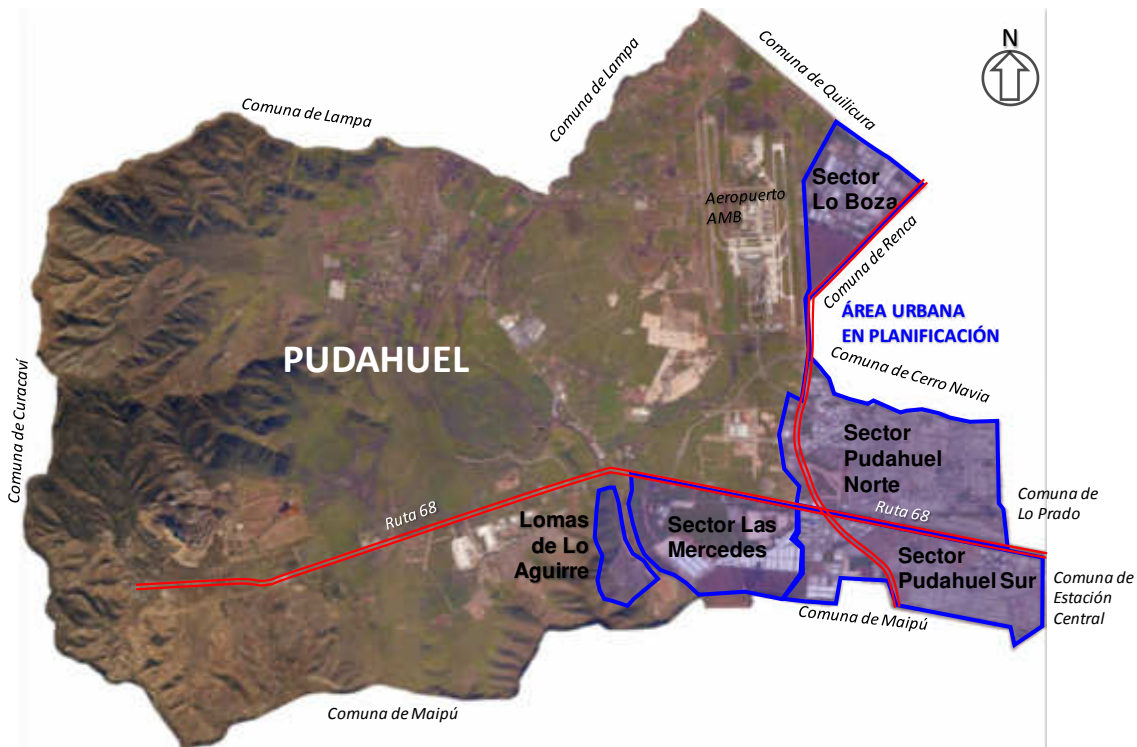 N
Comuna de Quilicura
Comuna de Lampa
Comuna de Lampa
Sector
Lo Boza
Aeropuerto
AMB
Comuna de Renca
ÁREA URBANA
EN PLANIFICACIÓN
PUDAHUEL
Comuna de Cerro Navia
Comuna de Curacaví
Sector
Pudahuel
Norte
Comuna de
Lo Prado
Ruta 68
Ruta 68
Lomas
de Lo
Aguirre
Sector Las
Mercedes
Sector
Pudahuel Sur
Comuna de
Estación
Central
Comuna de Maipú
Comuna de Maipú